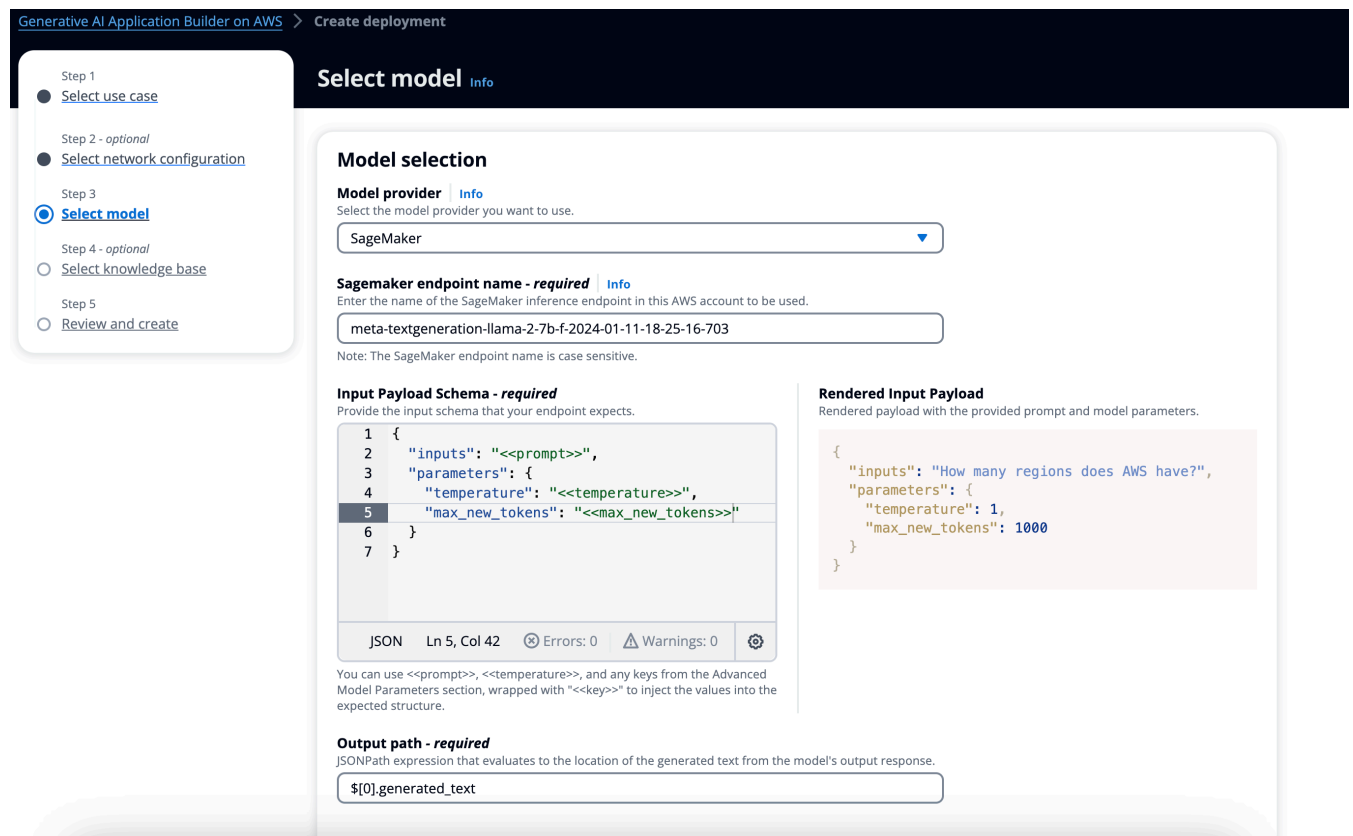 Generative AI Application Builder on AWS > Create deployment
Step 1
Select use case
Step 2 - optional
Select network configuration
Step 3
Select model
Step 4 - optional
Select knowledge base
Step 5
Review and create
Select model Info
Model selection
Model provider Info
Select the model provider you want to use.
SageMaker
Sagemaker endpoint name - required Info
Enter the name of the SageMaker inference endpoint in this AWS account to be used.
meta-textgeneration-llama-2-7b-f-2024-01-11-18-25-16-703
Note: The SageMaker endpoint name is case sensitive.
Input Payload Schema - required
Provide the input schema that your endpoint expects.
1 {
2 "inputs": "<<prompt>>",
3 "parameters": {
4 "temperature": "<<temperature>>",
5 "max_new_tokens": "<<max_new_tokens>>"
6 }
7 }
JSON Ln 5, Col 42 Errors: 0 Warnings: 0
You can use <<prompt>>, <<temperature>>, and any keys from the Advanced
Model Parameters section, wrapped with "<<key>>" to inject the values into the
expected structure.
Rendered Input Payload
Rendered payload with the provided prompt and model parameters.
{
"inputs": "How many regions does AWS have?",
"parameters": {
"temperature": 1,
"max_new_tokens": 1000
}
}
Output path - required
JSONPath expression that evaluates to the location of the generated text from the model's output response.
$[0].generated_text